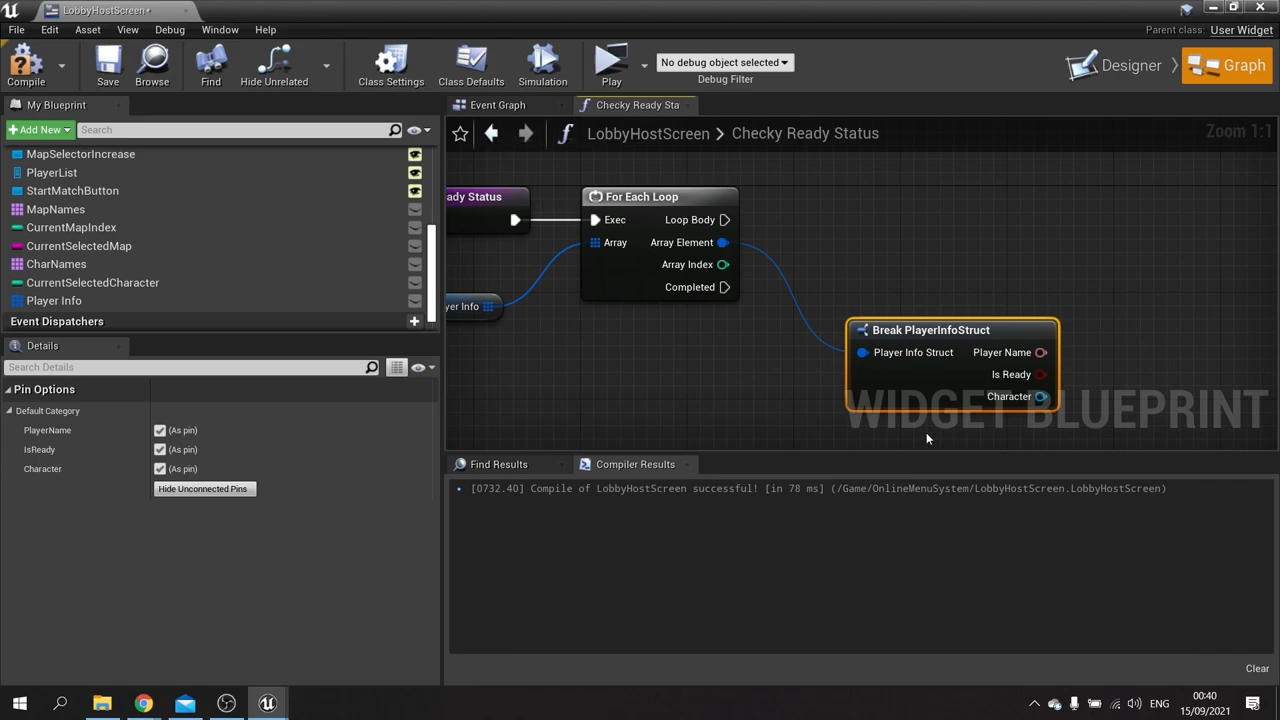 LobbyHostScreen•
File Edit Asset View Debug Window Help
Parent class: User Widget
Compile Save Browse Find Hide Unrelated Class Settings Class Defaults Simulation Play
No debug object selected
Debug Filter
Designer
Graph
My Blueprint
Event Graph
Checky Ready Sta
Add New
Search
LobbyHostScreen > Checky Ready Status
Zoom 1:1
MapSelectorIncrease
PlayerList
StartMatchButton
MapNames
CurrentMapIndex
CurrentSelectedMap
CharNames
CurrentSelectedCharacter
Player Info
Event Dispatchers
ady Status
For Each Loop
Exec Loop Body
Array Array Element
Array Index
Completed
yer Info
Break PlayerInfoStruct
Player Info Struct Player Name
Is Ready
Character
WIDGET BLUEPRINT
Details
Search Details
Pin Options
Default Category
PlayerName (As pin)
IsReady (As pin)
Character (As pin)
Hide Unconnected Pins
Find Results
Compiler Results
[0732.40] Compile of LobbyHostScreen successful! [in 78 ms] (/Game/OnlineMenuSystem/LobbyHostScreen.LobbyHostScreen)
Clear
ENG
00:40
15/09/2021